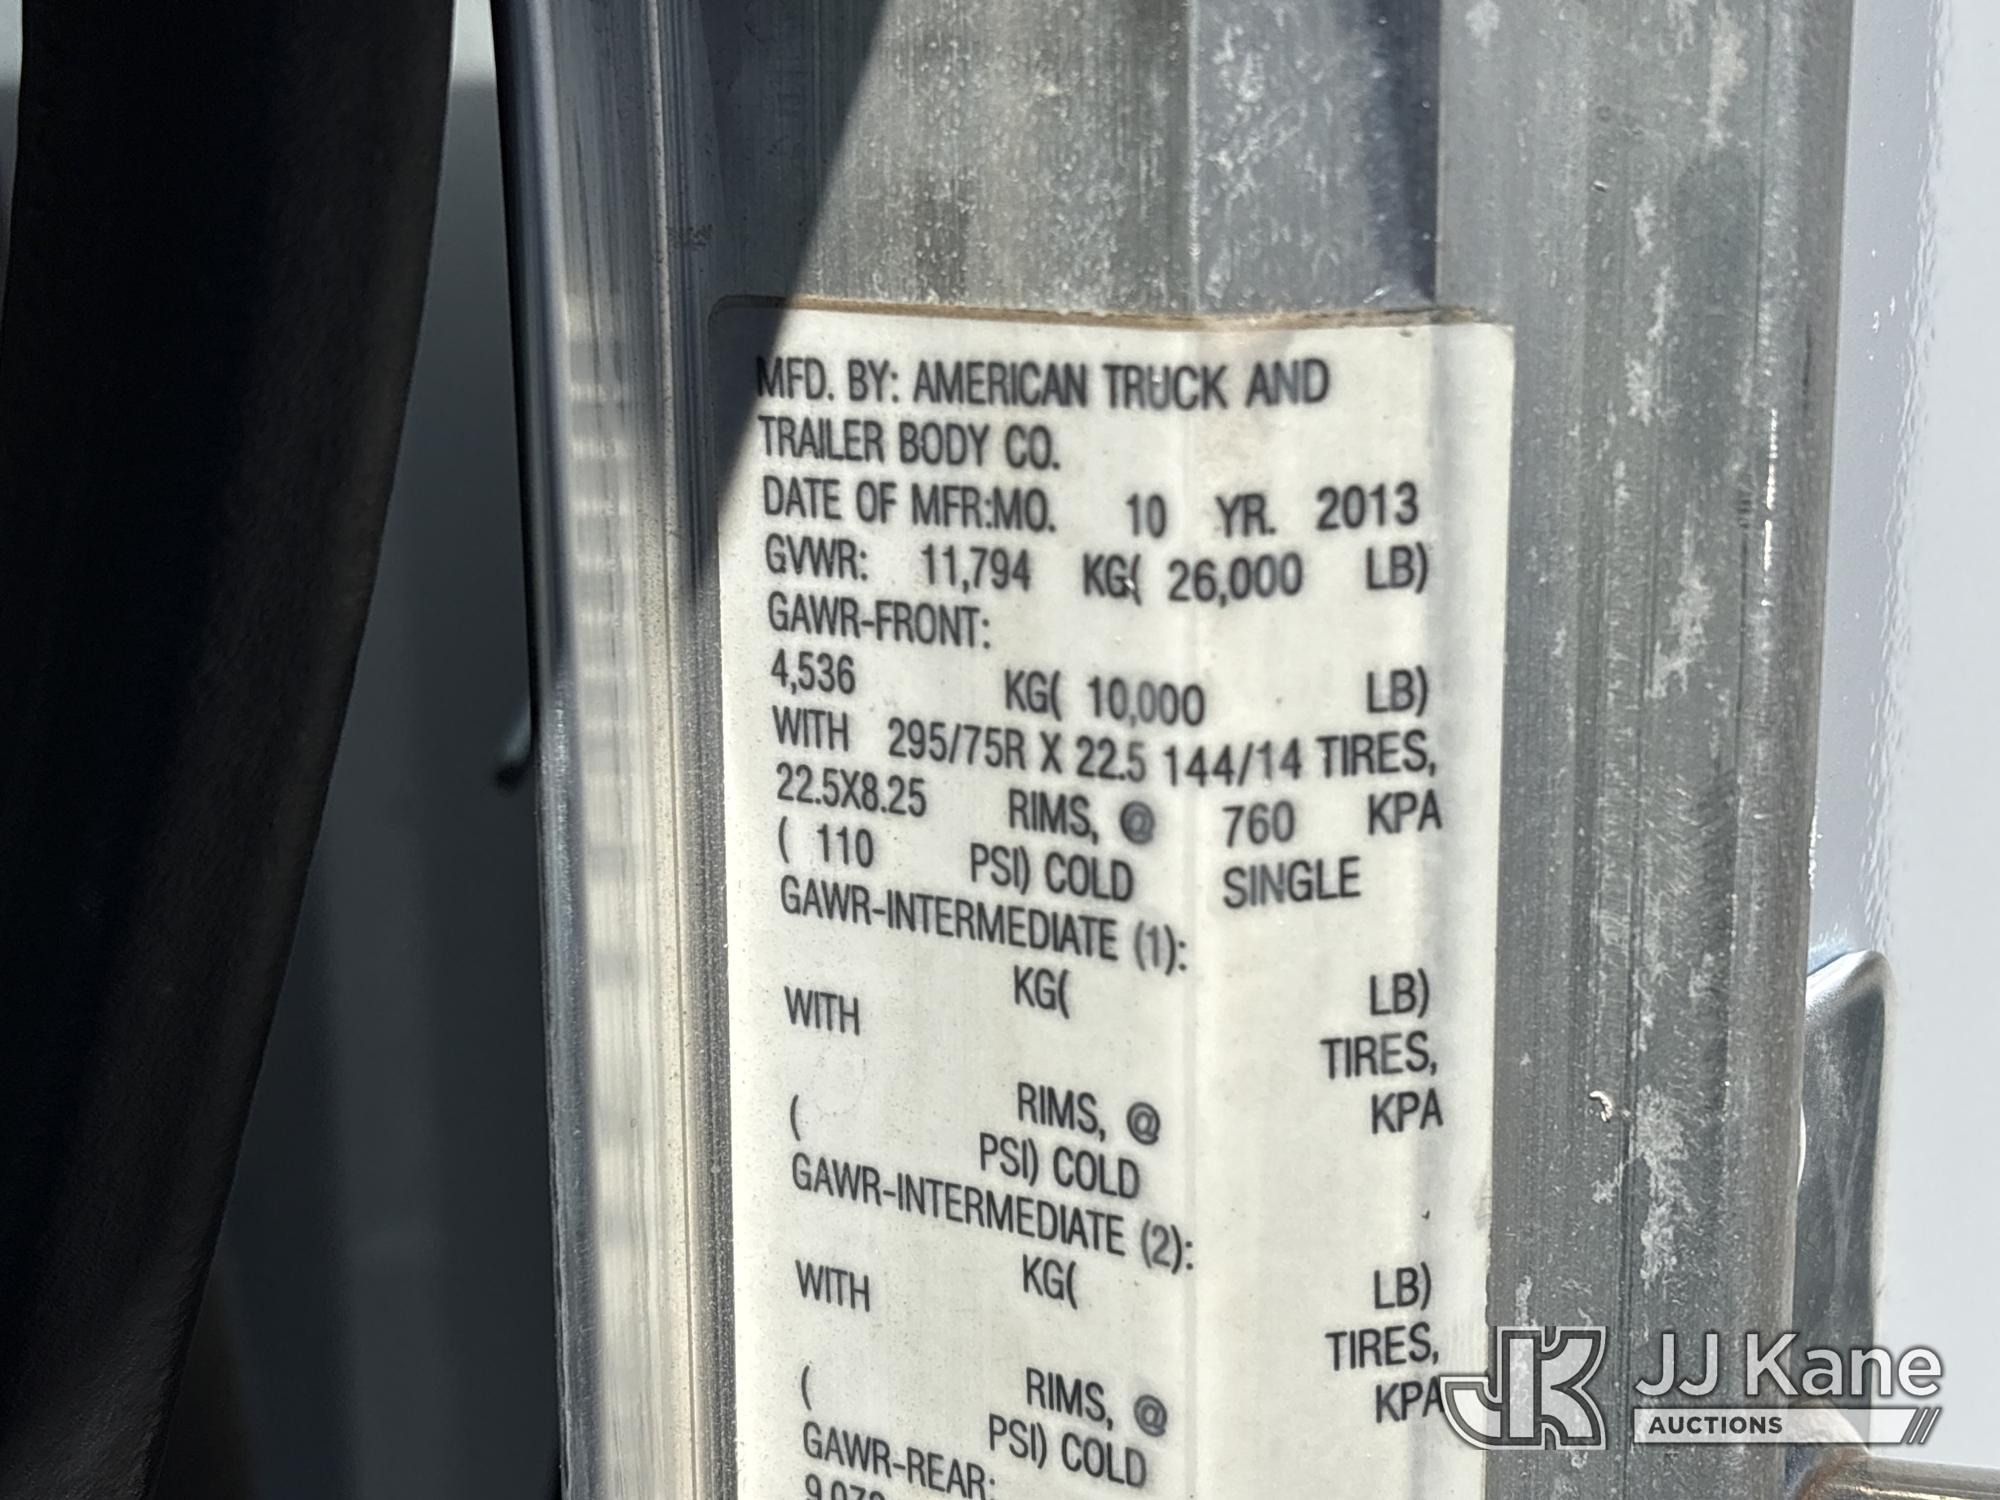 MFD. BY: AMERICAN TRUCK AND
TRAILER BODY CO.
DATE OF MFR:MO. 10 YR. 2013
GVWR: 11,794 KG( 26,000 LB)
GAWR-FRONT:
4,536 KG( 10,000 LB)
WITH 295/75R X 22.5 144/14 TIRES,
22.5X8.25 RIMS, @ 760 KPA
( 110 PSI) COLD SINGLE
GAWR-INTERMEDIATE (1):
KG( LB)
WITH TIRES,
RIMS, @ KPA
( PSI) COLD
GAWR-INTERMEDIATE (2):
KG( LB)
WITH TIRES,
RIMS, @ KPA
( PSI) COLD
GAWR-REAR:
JJ Kane
AUCTIONS